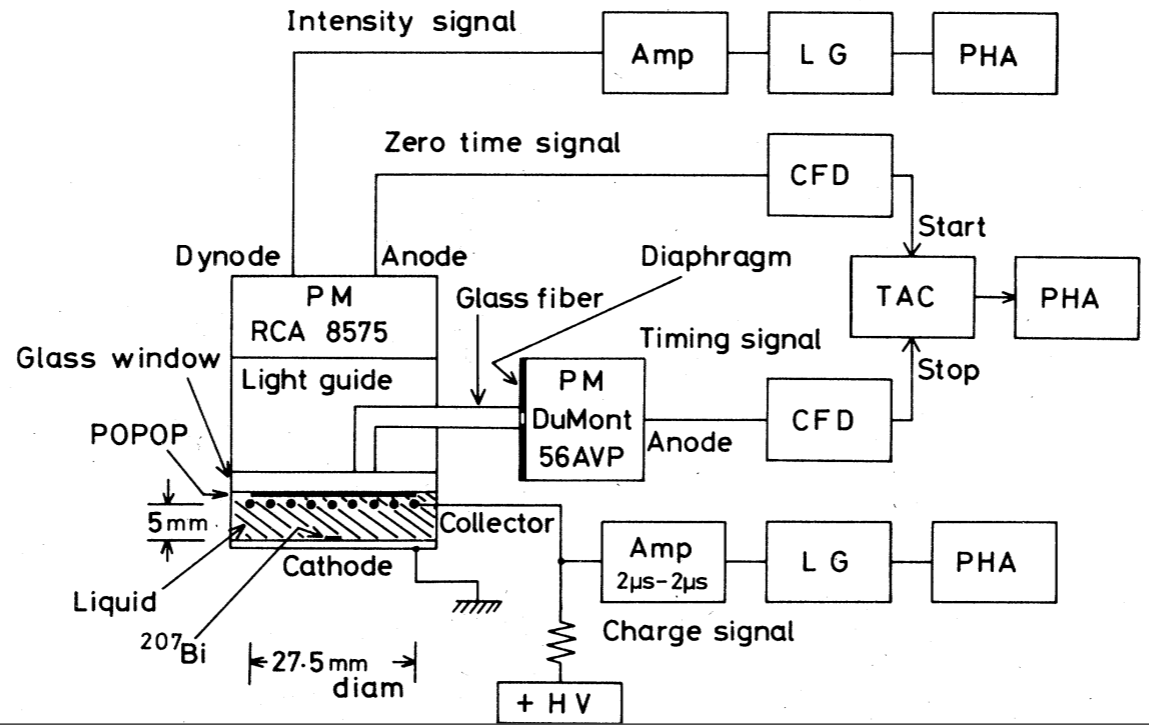 Intensity signal
Amp
L G
PHA
Zero time signal
CFD
Start
Dynode
Anode
Diaphragm
PM
RCA 8575
Glass fiber
TAC
PHA
Timing signal
Glass window
Light guide
Stop
PM
DuMont
56AVP
Anode
CFD
POPOP
5mm
Collector
Cathode
Amp
2μs-2μs
L G
PHA
Liquid
Charge signal
207Bi
27.5mm
diam
+ HV